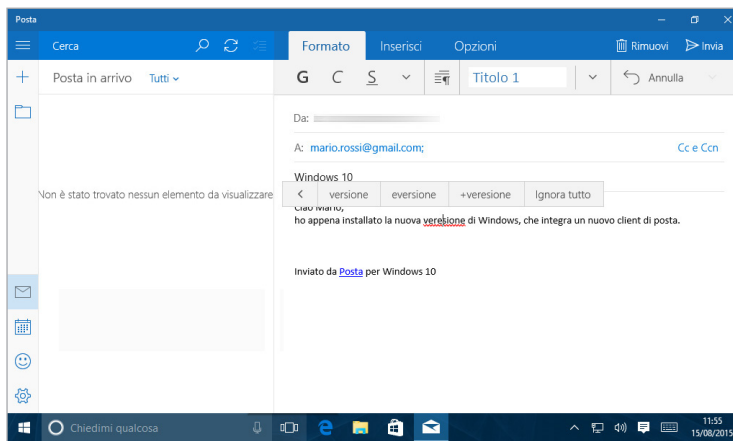 Posta
Cerca
Formato Inserisci Opzioni Rimuovi Invia
Posta in arrivo Tutti
G C S Titolo 1 Annulla
Da:
A: mario.rossi@gmail.com; Cc e Ccn
Windows 10
Non è stato trovato nessun elemento da visualizzare
versione eversione +veresione Ignora tutto
Ciao Mario,
ho appena installato la nuova veresione di Windows, che integra un nuovo client di posta.
Inviato da Posta per Windows 10
Chiedimi qualcosa
11:55
15/08/2015